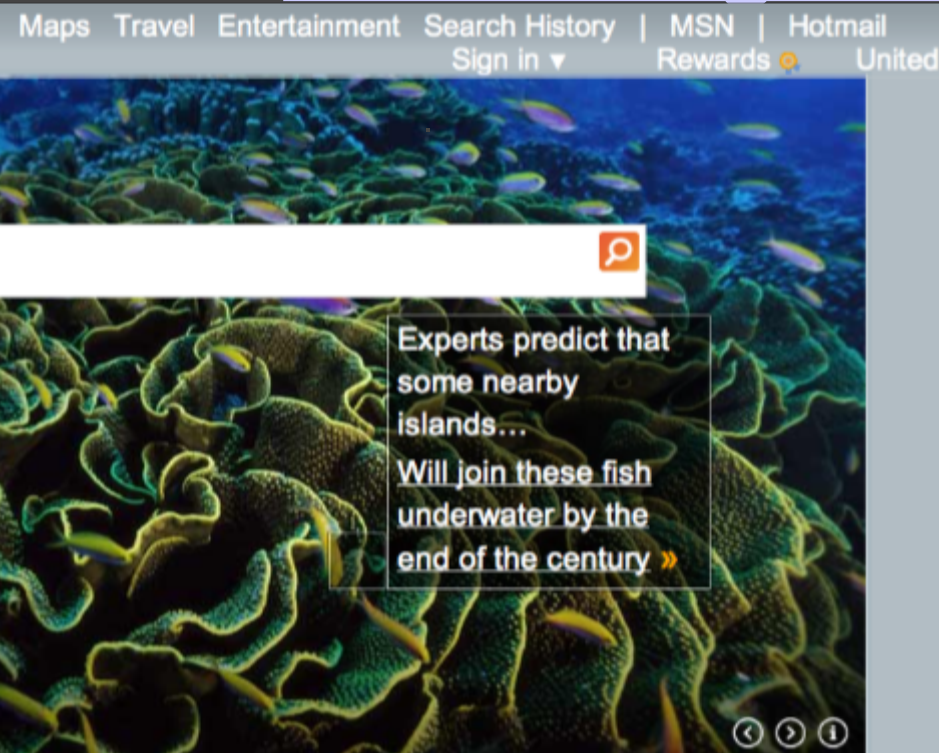 Maps Travel Entertainment Search History | MSN | Hotmail
Sign in ▼ Rewards United
Experts predict that
some nearby
islands...
Will join these fish
underwater by the
end of the century »